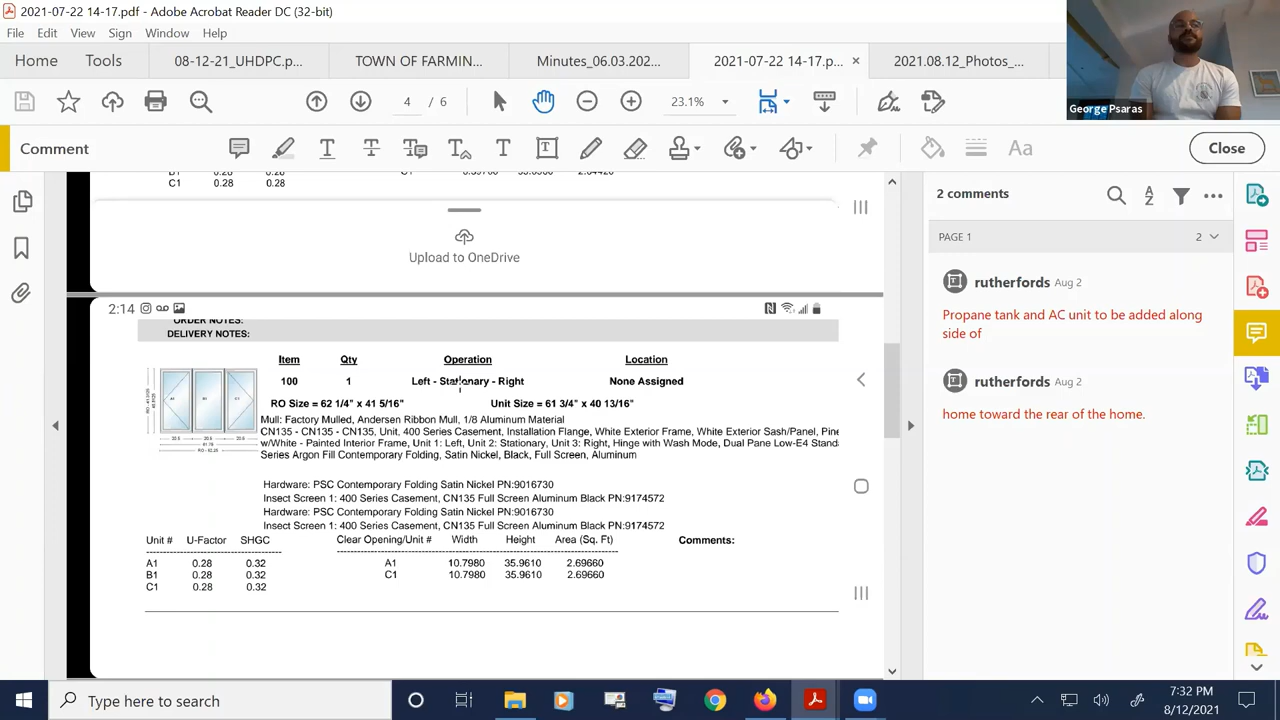 2021-07-22 14-17.pdf - Adobe Acrobat Reader DC (32-bit)
File Edit View Sign Window Help
Home Tools 08-12-21_UHDPC.p... TOWN OF FARMIN... Minutes_06.03.202... 2021-07-22 14-17.p... × 2021.08.12_Photos_...
4 / 6 23.1%
George Psaras
Comment Close
B1 0.28 0.28
C1 0.28 0.28
Upload to OneDrive
2:14
ORDER NOTES:
DELIVERY NOTES:
Item Qty Operation Location
100 1 Left - Stationary - Right None Assigned
RO Size = 62 1/4" x 41 5/16" Unit Size = 61 3/4" x 40 13/16"
Mull: Factory Mulled, Andersen Ribbon Mull, 1/8 Aluminum Material
CN135 - CN135 - CN135, Unit, 400 Series Casement, Installation Flange, White Exterior Frame, White Exterior Sash/Panel, Pine
w/White - Painted Interior Frame, Unit 1: Left, Unit 2: Stationary, Unit 3: Right, Hinge with Wash Mode, Dual Pane Low-E4 Stand
Series Argon Fill Contemporary Folding, Satin Nickel, Black, Full Screen, Aluminum
Hardware: PSC Contemporary Folding Satin Nickel PN:9016730
Insect Screen 1: 400 Series Casement, CN135 Full Screen Aluminum Black PN:9174572
Hardware: PSC Contemporary Folding Satin Nickel PN:9016730
Insect Screen 1: 400 Series Casement, CN135 Full Screen Aluminum Black PN:9174572
Unit # U-Factor SHGC Clear Opening/Unit # Width Height Area (Sq. Ft) Comments:
A1 0.28 0.32 A1 10.7980 35.9610 2.69660
B1 0.28 0.32 C1 10.7980 35.9610 2.69660
C1 0.28 0.32
2 comments
PAGE 1 2
rutherfords Aug 2
Propane tank and AC unit to be added along
side of
rutherfords Aug 2
home toward the rear of the home.
Type here to search
7:32 PM
8/12/2021